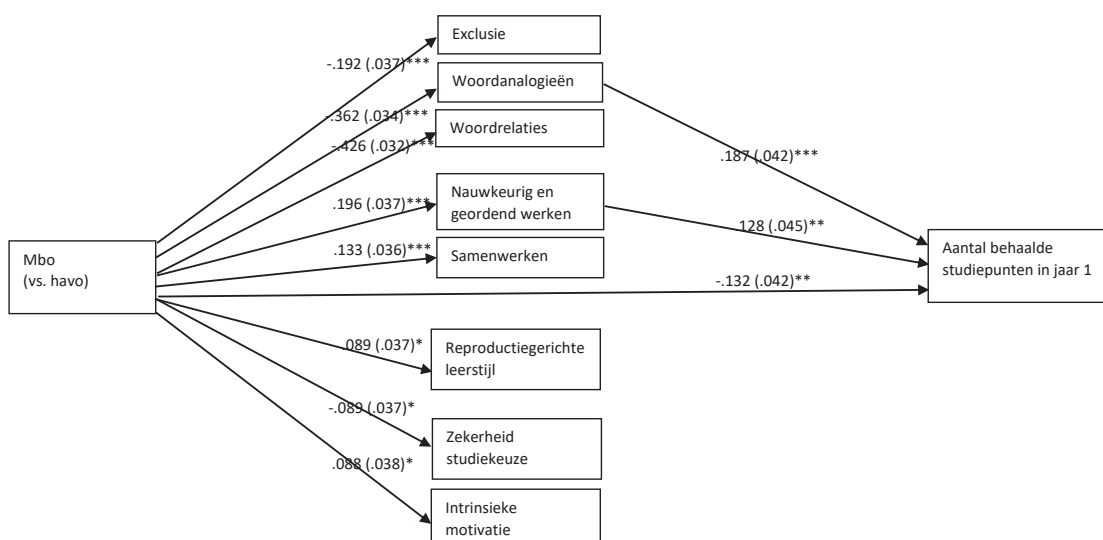 Exclusie
-.192 (.037)***
Woordanalogieën
-.362 (.034)***
Woordrelaties
-.426 (.032)***
.187 (.042)***
.196 (.037)***
Nauwkeurig en
geordend werken
.128 (.045)**
Mbo
(vs. havo)
.133 (.036)***
Samenwerken
Aantal behaalde
studiepunten in jaar 1
-.132 (.042)**
.089 (.037)*
Reproductiegerichte
leerstijl
-.089 (.037)*
Zekerheid
studiekeuze
.088 (.038)*
Intrinsieke
motivatie